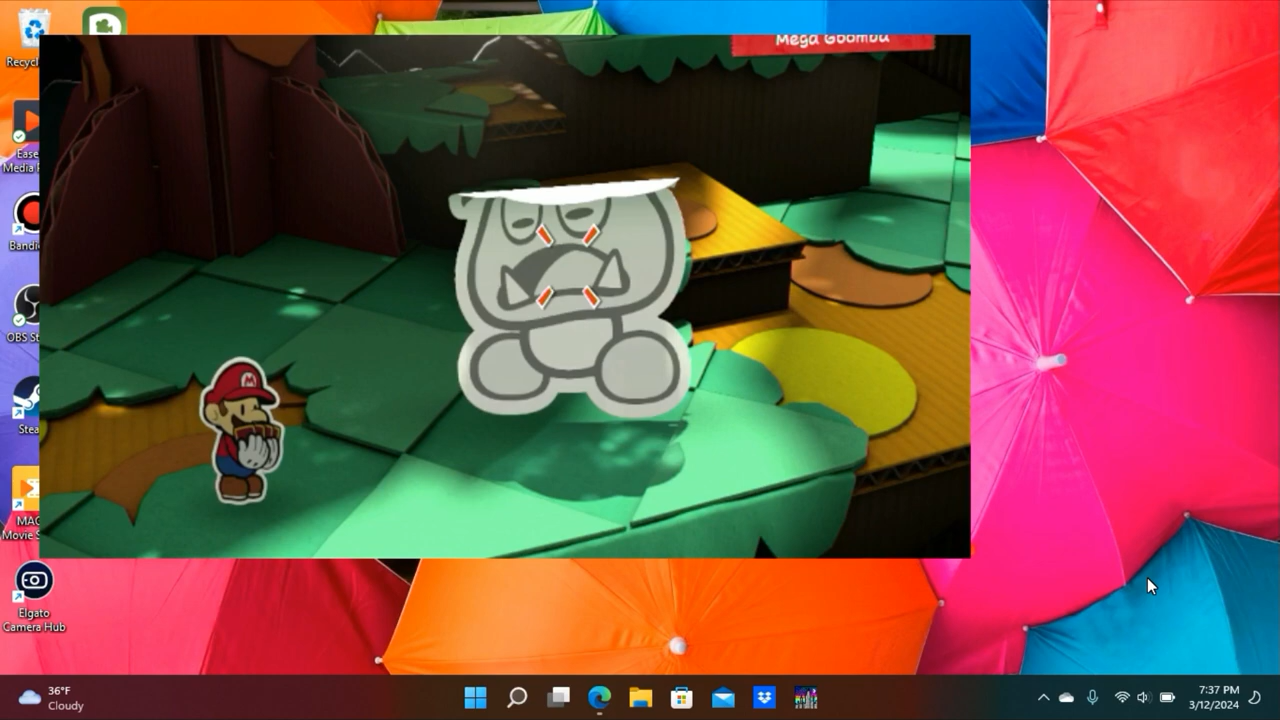 Mega Goomba
Recycl
Ease
Media P
Bandic
OBS St
Stea
MAG
Movie S
Elgato
Camera Hub
36°F
Cloudy
7:37 PM
3/12/2024
M